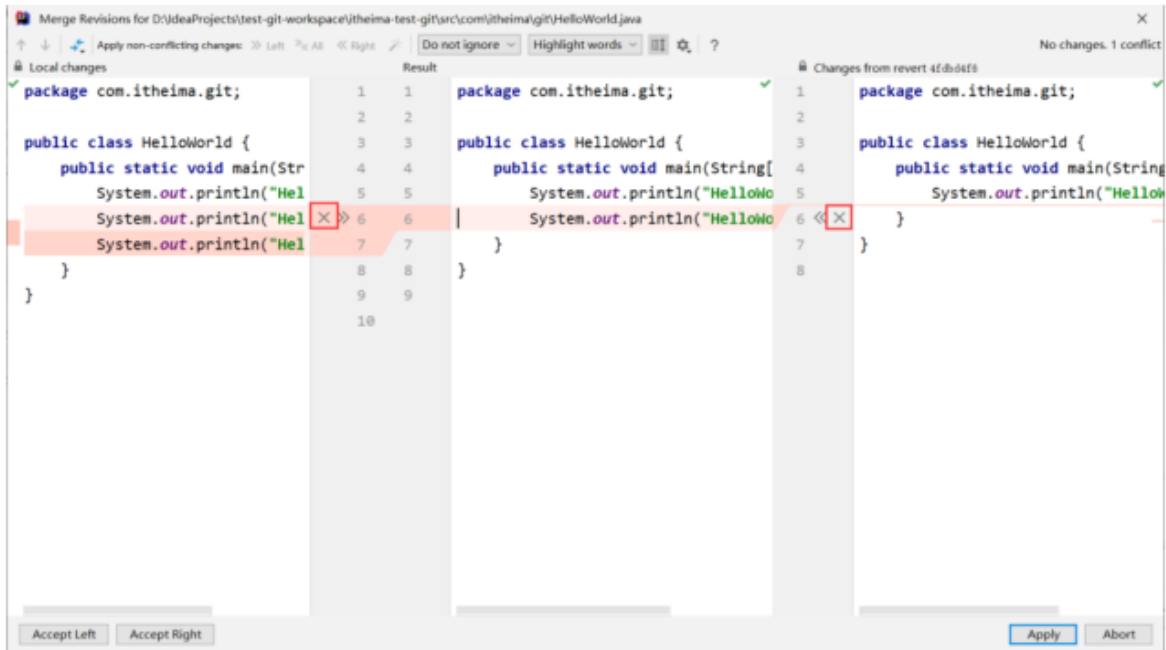 Merge Revisions for D:\IdeaProjects\test-git-workspace\itheima-test-git\src\com\itheima\git\HelloWorld.java
Apply non-conflicting changes: Left All Right Do not ignore Highlight words ? No changes. 1 conflict
Local changes Result Changes from revert 4fdbd4f6
package com.itheima.git; 1 1 package com.itheima.git; 1 package com.itheima.git;
2 2 2
public class HelloWorld { 3 3 public class HelloWorld { 3 public class HelloWorld {
public static void main(Str 4 4 public static void main(String[ 4 public static void main(String
System.out.println("Hel 5 5 System.out.println("HelloWo 5 System.out.println("Hello
System.out.println("Hel 6 6 System.out.println("HelloWo 6 }
System.out.println("Hel 7 7 } 7 }
} 8 8 } 8
} 9 9
10
Accept Left Accept Right Apply Abort